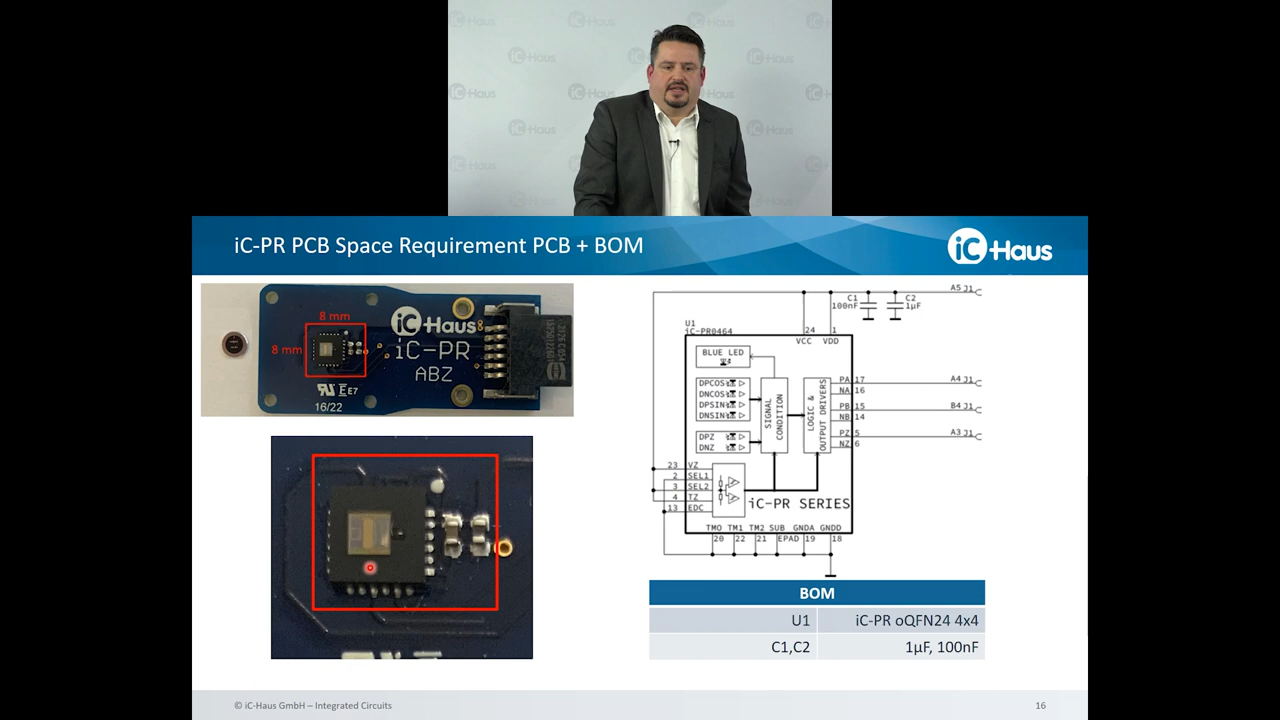 iC-Haus
iC-PR PCB Space Requirement PCB + BOM
iC-Haus
8 mm
8 mm
iC-Haus
iC-PR
ABZ
E7
16/22
A5 J1
C1
100nF
C2
1µF
U1
iC-PR0464
24
1
VCC
VDD
BLUE LED
DPCOS
DNCOS
DPSIN
DNSIN
DPZ
DNZ
SIGNAL CONDITION
LOGIC & OUTPUT DRIVERS
PA 17
NA 16
PB 15
NB 14
PZ 5
NZ 6
A4 J1
B4 J1
A3 J1
23 VZ
2 SEL1
3 SEL2
4 TZ
13 EDC
iC-PR SERIES
TM0 TM1 TM2 SUB GNDA GNDD
20 22 21 EPAD 19 18
BOM
U1 iC-PR oQFN24 4x4
C1,C2 1µF, 100nF
© iC-Haus GmbH – Integrated Circuits
16